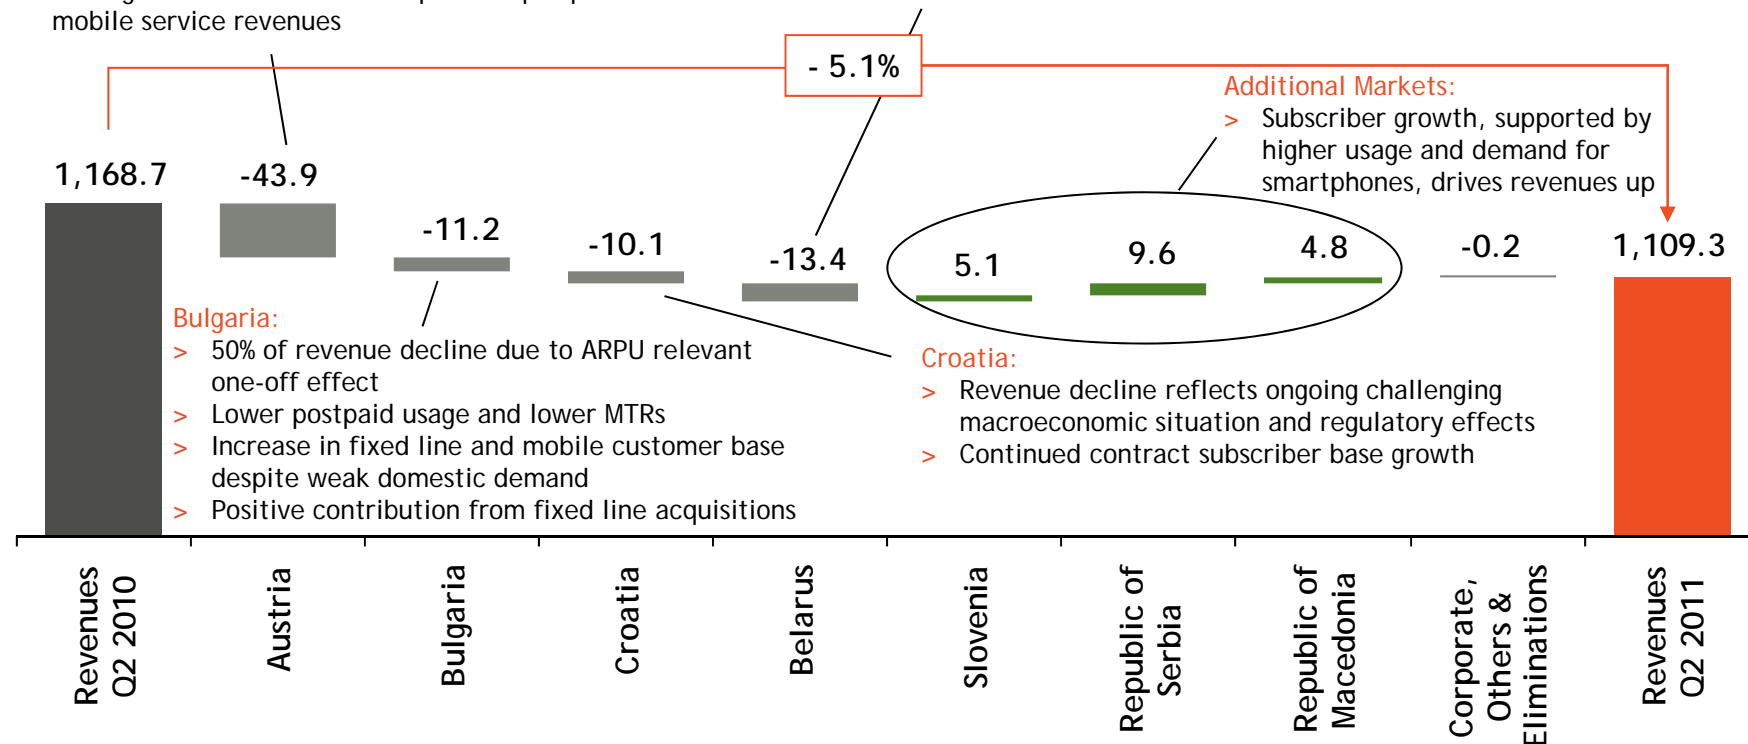 mobile service revenues
- 5.1%
Additional Markets:
> Subscriber growth, supported by
higher usage and demand for
smartphones, drives revenues up
1,168.7
-43.9
-11.2
-10.1
-13.4
5.1
9.6
4.8
-0.2
1,109.3
Bulgaria:
> 50% of revenue decline due to ARPU relevant
one-off effect
> Lower postpaid usage and lower MTRs
> Increase in fixed line and mobile customer base
despite weak domestic demand
> Positive contribution from fixed line acquisitions
Croatia:
> Revenue decline reflects ongoing challenging
macroeconomic situation and regulatory effects
> Continued contract subscriber base growth
Revenues
Q2 2010
Austria
Bulgaria
Croatia
Belarus
Slovenia
Republic of
Serbia
Republic of
Macedonia
Corporate,
Others &
Eliminations
Revenues
Q2 2011